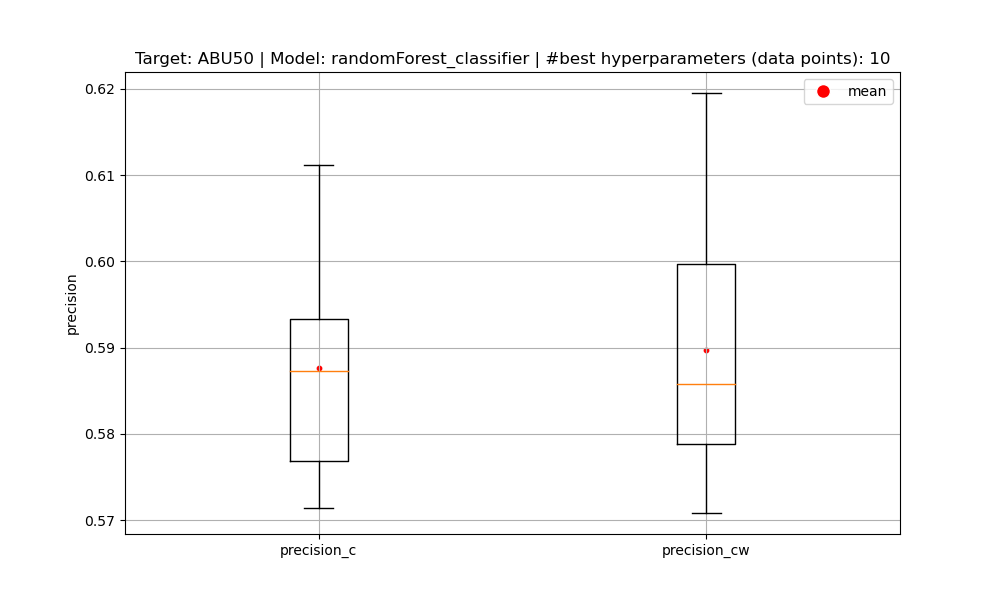 Target: ABU50 | Model: randomForest_classifier | #best hyperparameters (data points): 10
mean
0.62
0.61
0.60
0.59
0.58
0.57
precision
precision_c
precision_cw